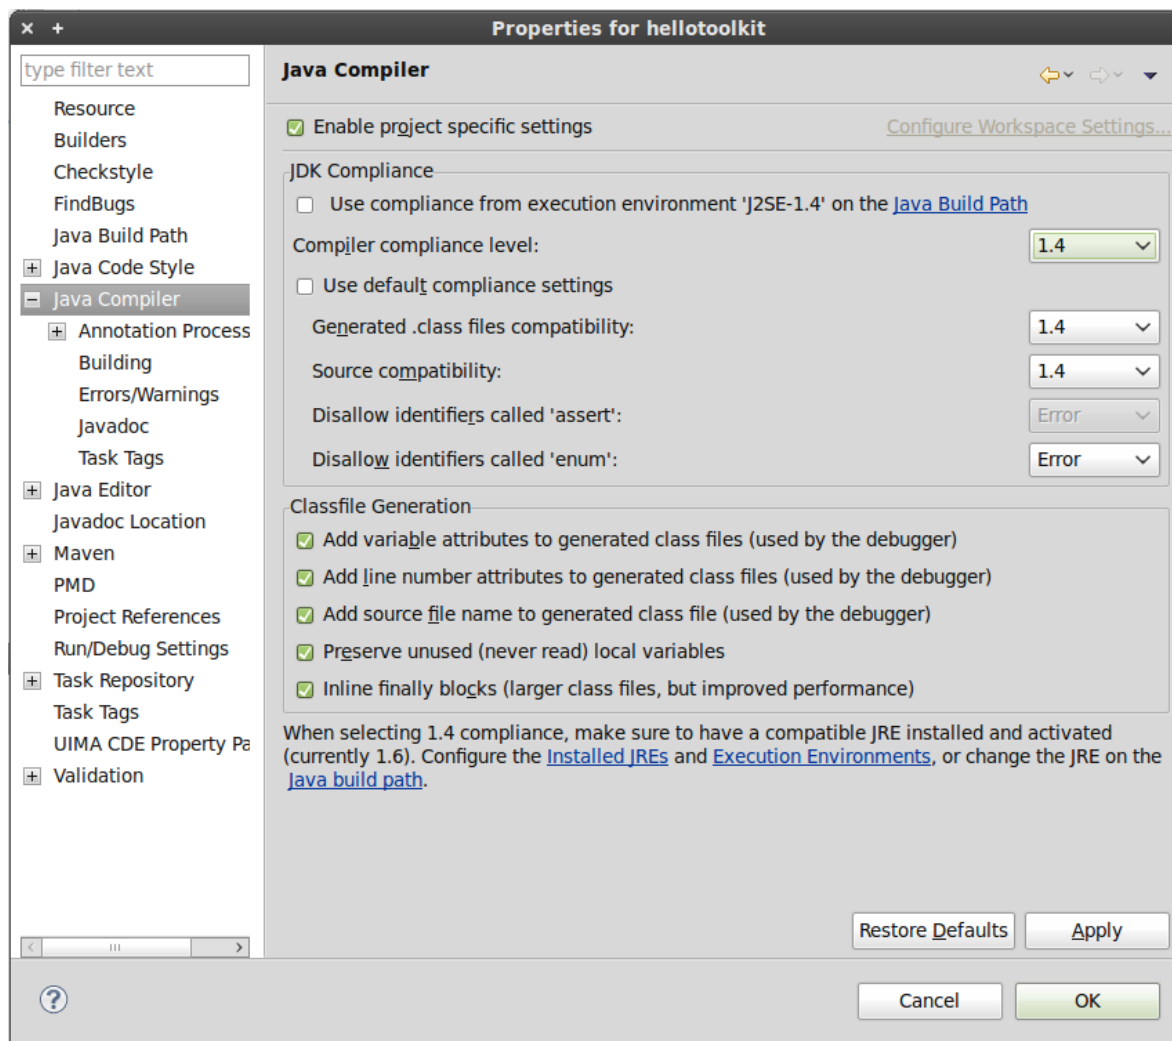 Properties for hellotoolkit
type filter text
Resource
Builders
Checkstyle
FindBugs
Java Build Path
Java Code Style
Java Compiler
Annotation Process
Building
Errors/Warnings
Javadoc
Task Tags
Java Editor
Javadoc Location
Maven
PMD
Project References
Run/Debug Settings
Task Repository
Task Tags
UIMA CDE Property Pa
Validation
Java Compiler
Enable project specific settings
Configure Workspace Settings...
JDK Compliance
Use compliance from execution environment 'J2SE-1.4' on the Java Build Path
Compiler compliance level: 1.4
Use default compliance settings
Generated .class files compatibility: 1.4
Source compatibility: 1.4
Disallow identifiers called 'assert': Error
Disallow identifiers called 'enum': Error
Classfile Generation
Add variable attributes to generated class files (used by the debugger)
Add line number attributes to generated class files (used by the debugger)
Add source file name to generated class file (used by the debugger)
Preserve unused (never read) local variables
Inline finally blocks (larger class files, but improved performance)
When selecting 1.4 compliance, make sure to have a compatible JRE installed and activated
(currently 1.6). Configure the Installed JREs and Execution Environments, or change the JRE on the
Java build path.
Restore Defaults
Apply
Cancel
OK